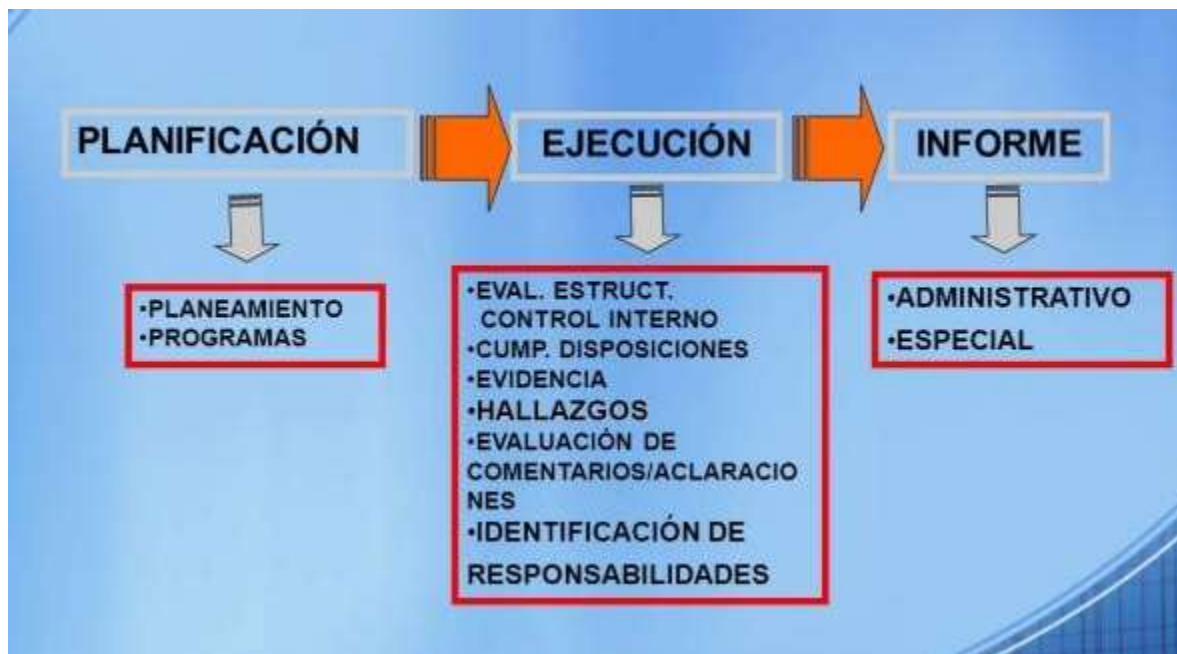 PLANIFICACIÓN
EJECUCIÓN
INFORME
•PLANEAMIENTO
•PROGRAMAS
•EVAL. ESTRUCT.
CONTROL INTERNO
•CUMP. DISPOSICIONES
•EVIDENCIA
•HALLAZGOS
•EVALUACIÓN DE
COMENTARIOS/ACLARACIO
NES
•IDENTIFICACIÓN DE
RESPONSABILIDADES
•ADMINISTRATIVO
•ESPECIAL